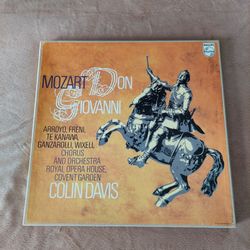 MOZART DON
GIOVANNI
ARROYO, FRENI,
TE KANAWA,
GANZAROLLI, WIXELL
CHORUS
AND ORCHESTRA
ROYAL OPERA HOUSE,
COVENT GARDEN
COLIN DAVIS